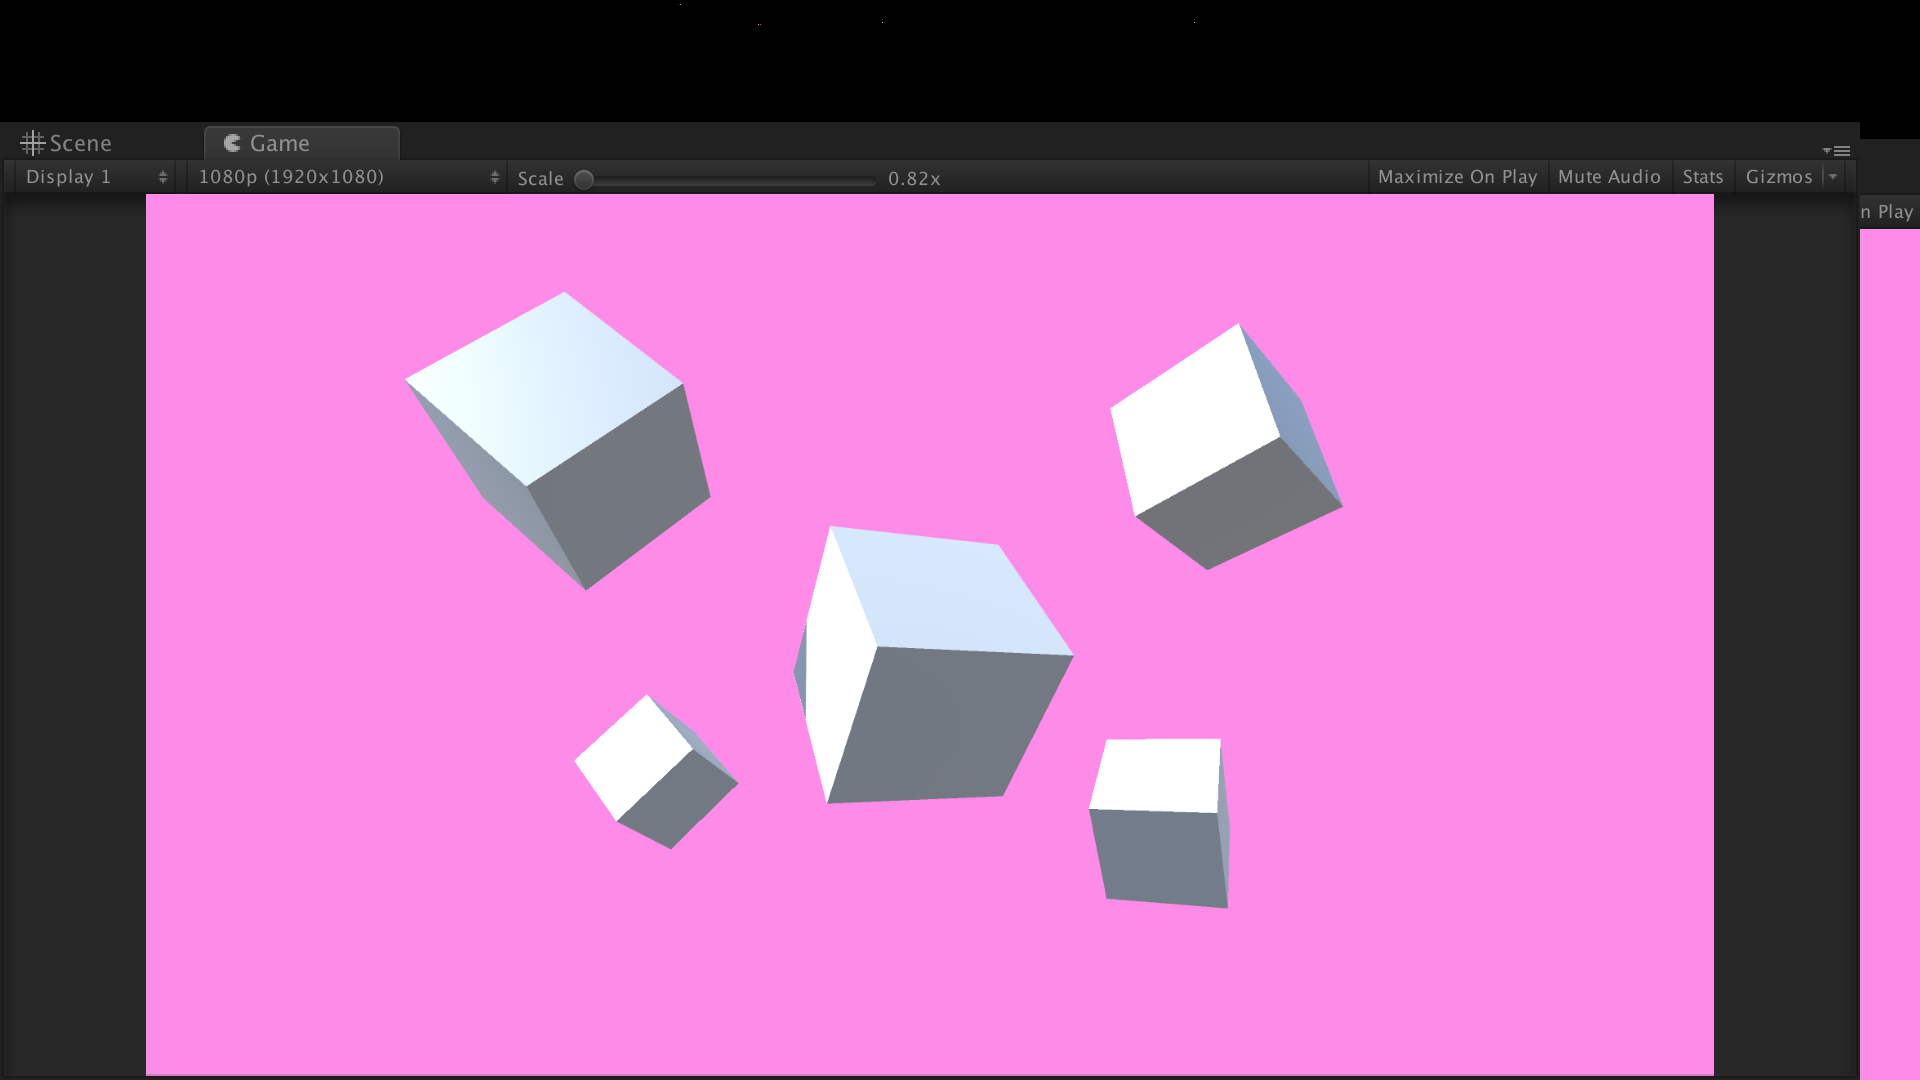 Scene
Game
Display 1
1080p (1920x1080)
Scale
0.82x
Maximize On Play
Mute Audio
Stats
Gizmos
n Play